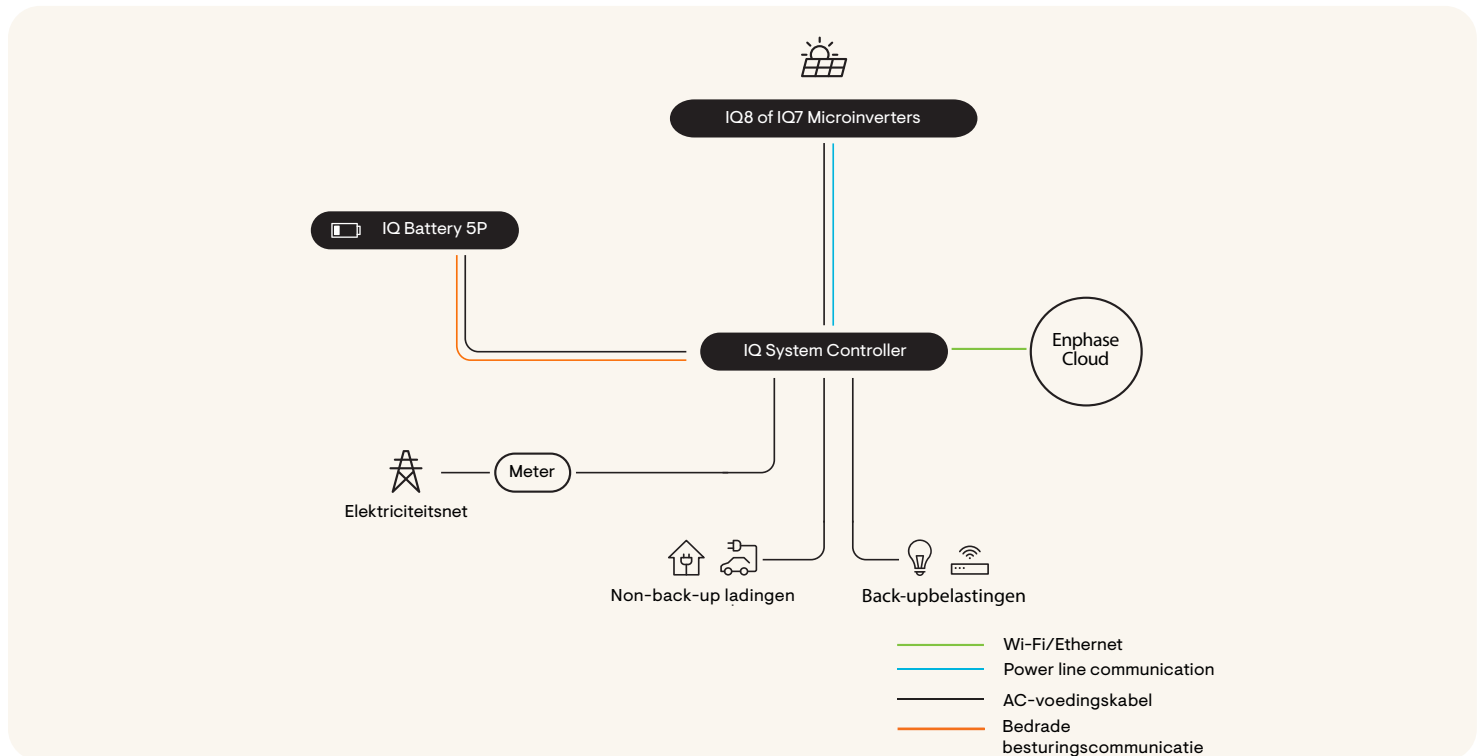 IQ8 of IQ7 Microinverters
IQ Battery 5P
IQ System Controller
Enphase
Cloud
Meter
Elektriciteitsnet
Non-back-up ladingen
Back-upbelastingen
Wi-Fi/Ethernet
Power line communication
AC-voedingskabel
Bedrade
besturingscommunicatie